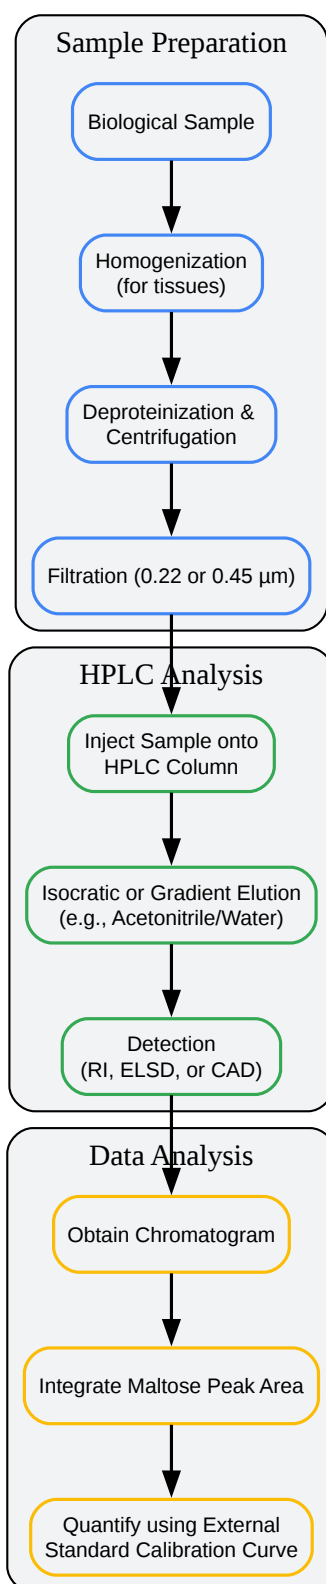 Sample Preparation
Biological Sample
Homogenization
(for tissues)
Deproteinization &
Centrifugation
Filtration (0.22 or 0.45 µm)
HPLC Analysis
Inject Sample onto
HPLC Column
Isocratic or Gradient Elution
(e.g., Acetonitrile/Water)
Detection
(RI, ELSD, or CAD)
Data Analysis
Obtain Chromatogram
Integrate Maltose Peak Area
Quantify using External
Standard Calibration Curve